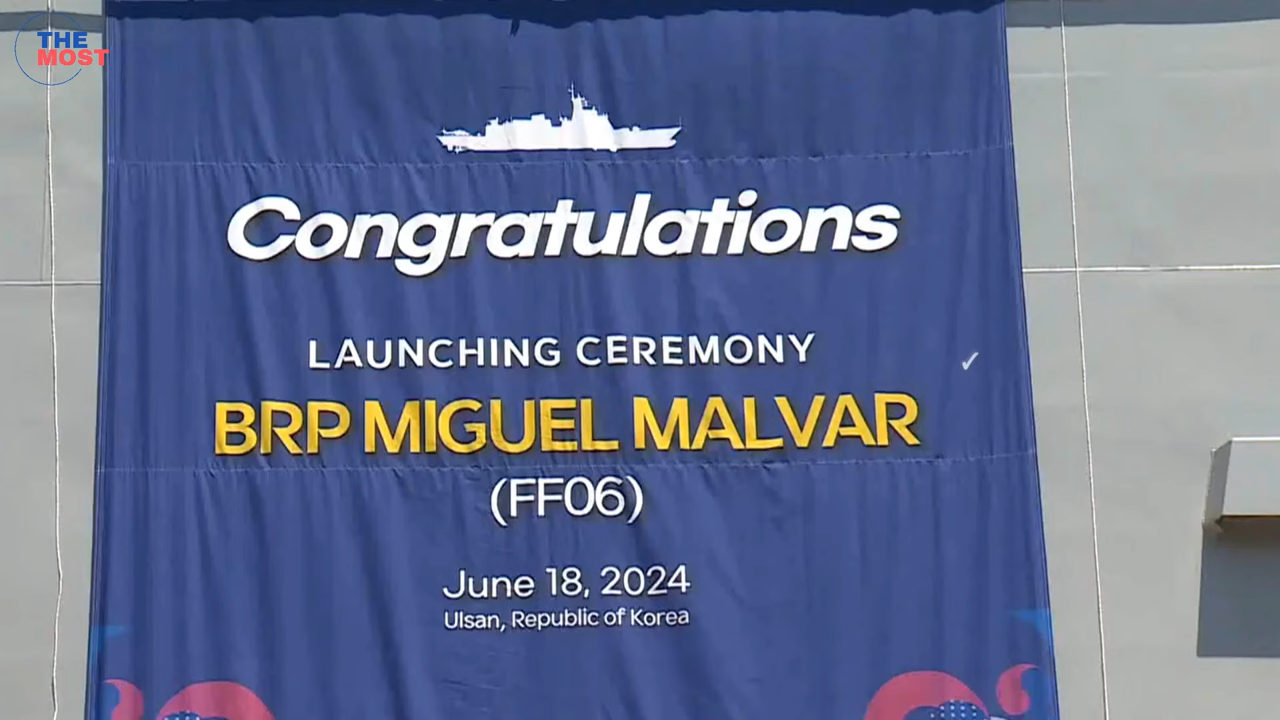 THE
MOST
Congratulations
LAUNCHING CEREMONY
BRP MIGUEL MALVAR
(FF06)
June 18, 2024
Ulsan, Republic of Korea